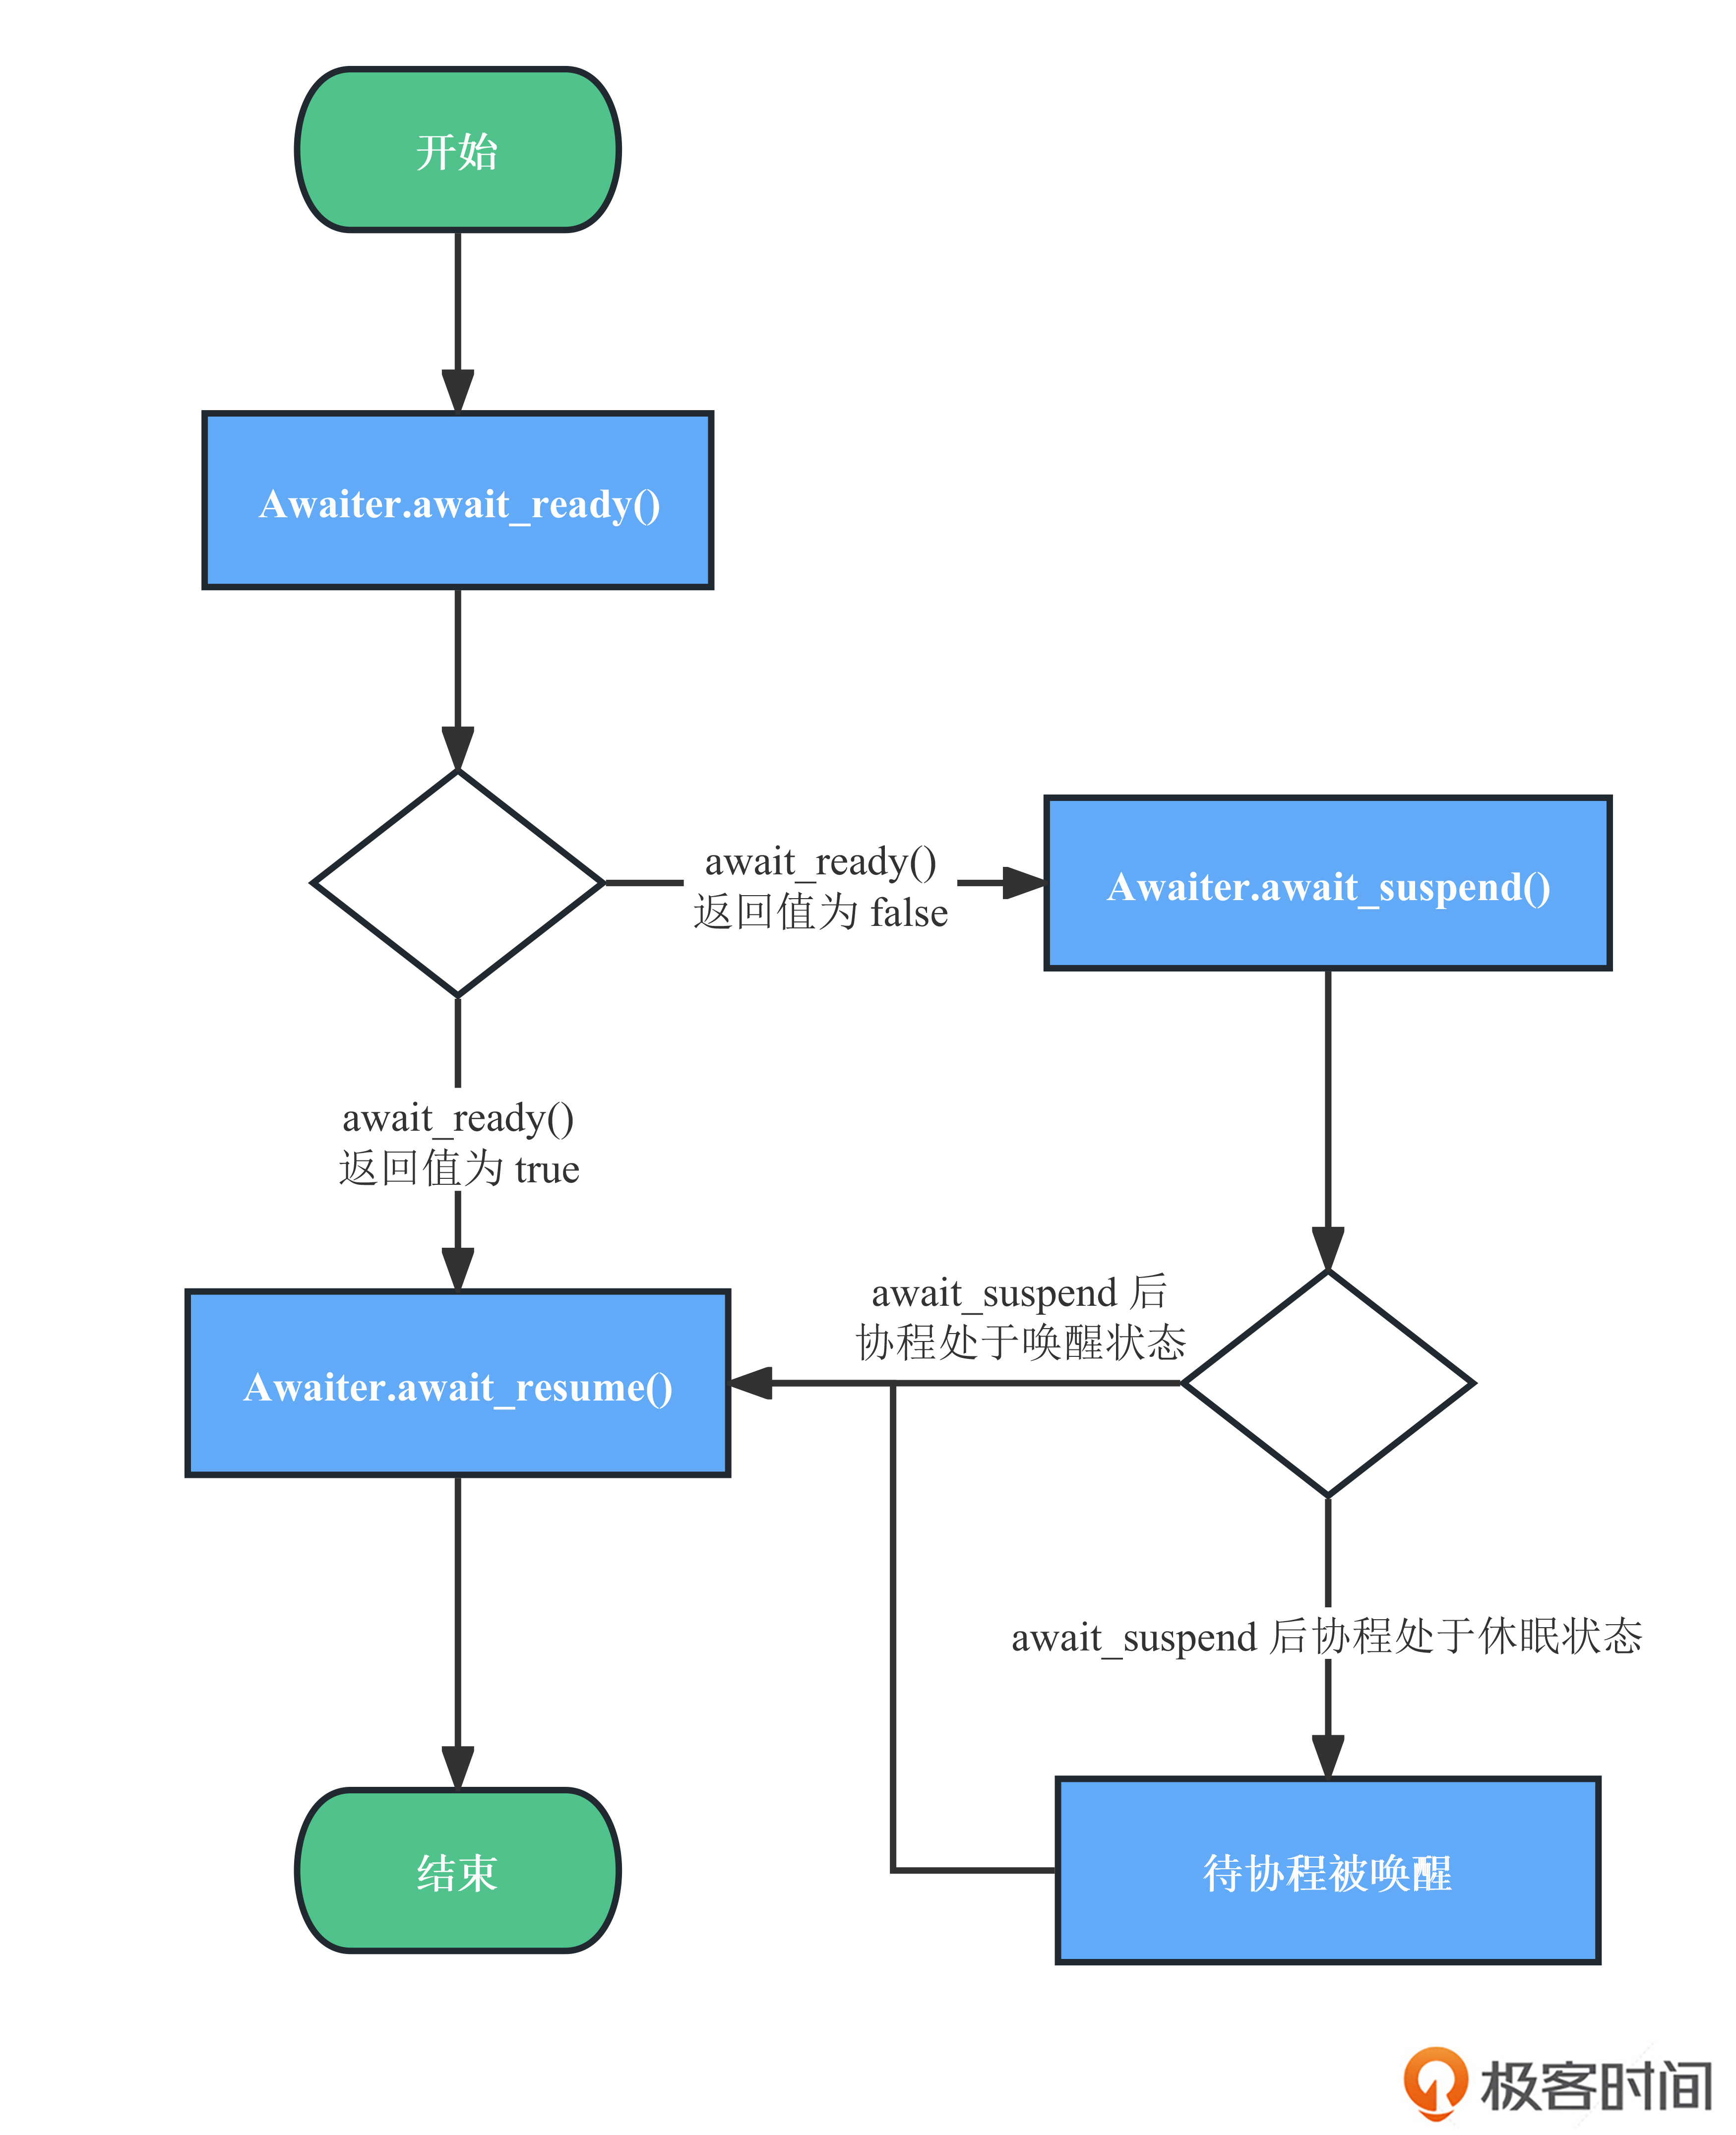 开始
Awaiter.await_ready()
await_ready()
返回值为 false
Awaiter.await_suspend()
await_ready()
返回值为 true
await_suspend 后
协程处于唤醒状态
Awaiter.await_resume()
await_suspend 后协程处于休眠状态
结束
待协程被唤醒
极客时间